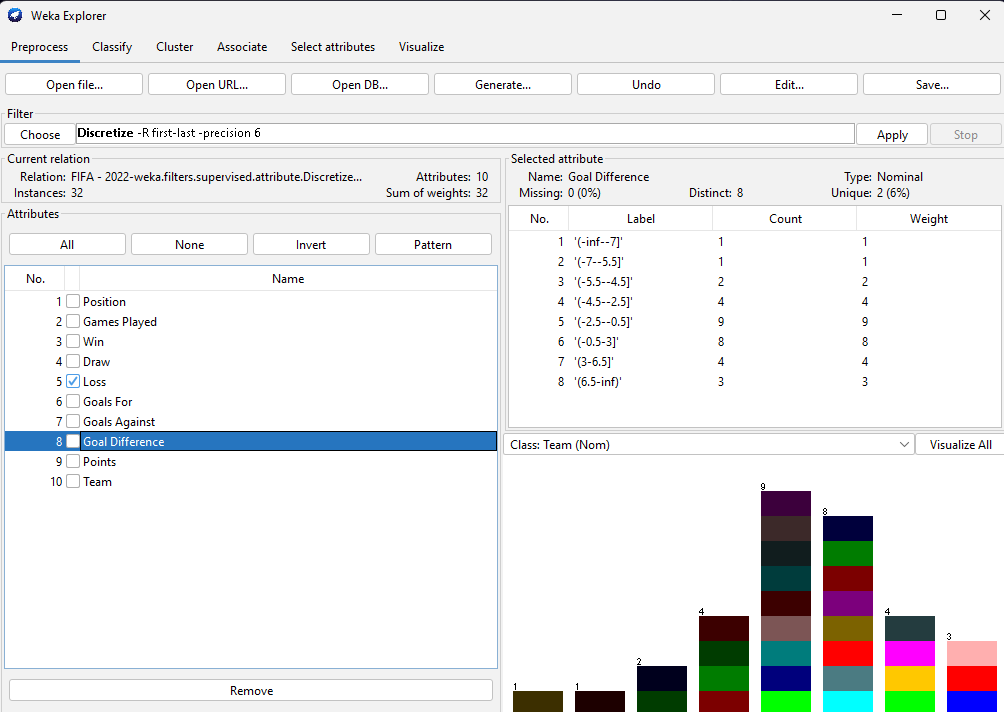 Weka Explorer
Preprocess Classify Cluster Associate Select attributes Visualize
Open file... Open URL... Open DB... Generate... Undo Edit... Save...
Filter
Choose Discretize -R first-last -precision 6 Apply Stop
Current relation
Relation: FIFA - 2022-weka.filters.supervised.attribute.Discretize... Attributes: 10
Instances: 32 Sum of weights: 32
Attributes
All None Invert Pattern
No. Name
1 Position
2 Games Played
3 Win
4 Draw
5 Loss
6 Goals For
7 Goals Against
8 Goal Difference
9 Points
10 Team
Remove
Selected attribute
Name: Goal Difference Type: Nominal
Missing: 0 (0%) Distinct: 8 Unique: 2 (6%)
No. Label Count Weight
1 '(-inf--7]' 1 1
2 '(-7--5.5]' 1 1
3 '(-5.5--4.5]' 2 2
4 '(-4.5--2.5]' 4 4
5 '(-2.5--0.5]' 9 9
6 '(-0.5-3]' 8 8
7 '(3-6.5]' 4 4
8 '(6.5-inf)' 3 3
Class: Team (Nom) Visualize All
1 1 2 4 9 8 4 3